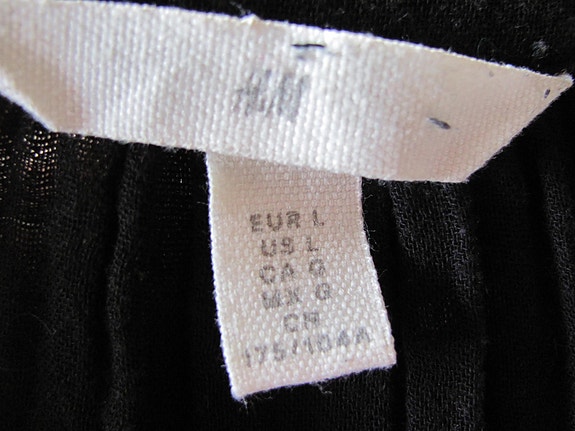 H&M
EUR L
US L
CA G
MX G
CN
175/104A